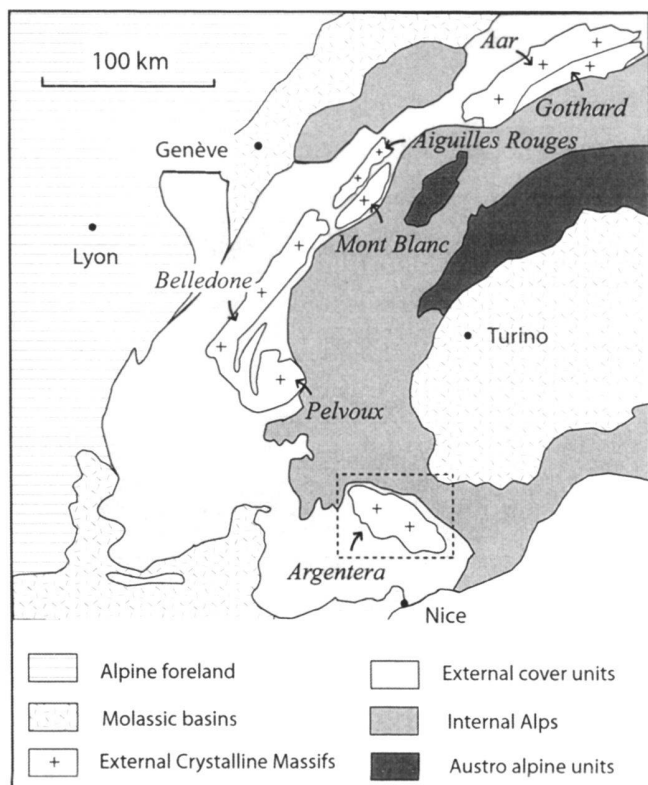 100 km
Aar
Gotthard
Genève
Aiguilles Rouges
Mont Blanc
Lyon
Belledone
Turino
Pelvoux
Argentera
Nice
Alpine foreland
External cover units
Molassic basins
Internal Alps
External Crystalline Massifs
Austro alpine units